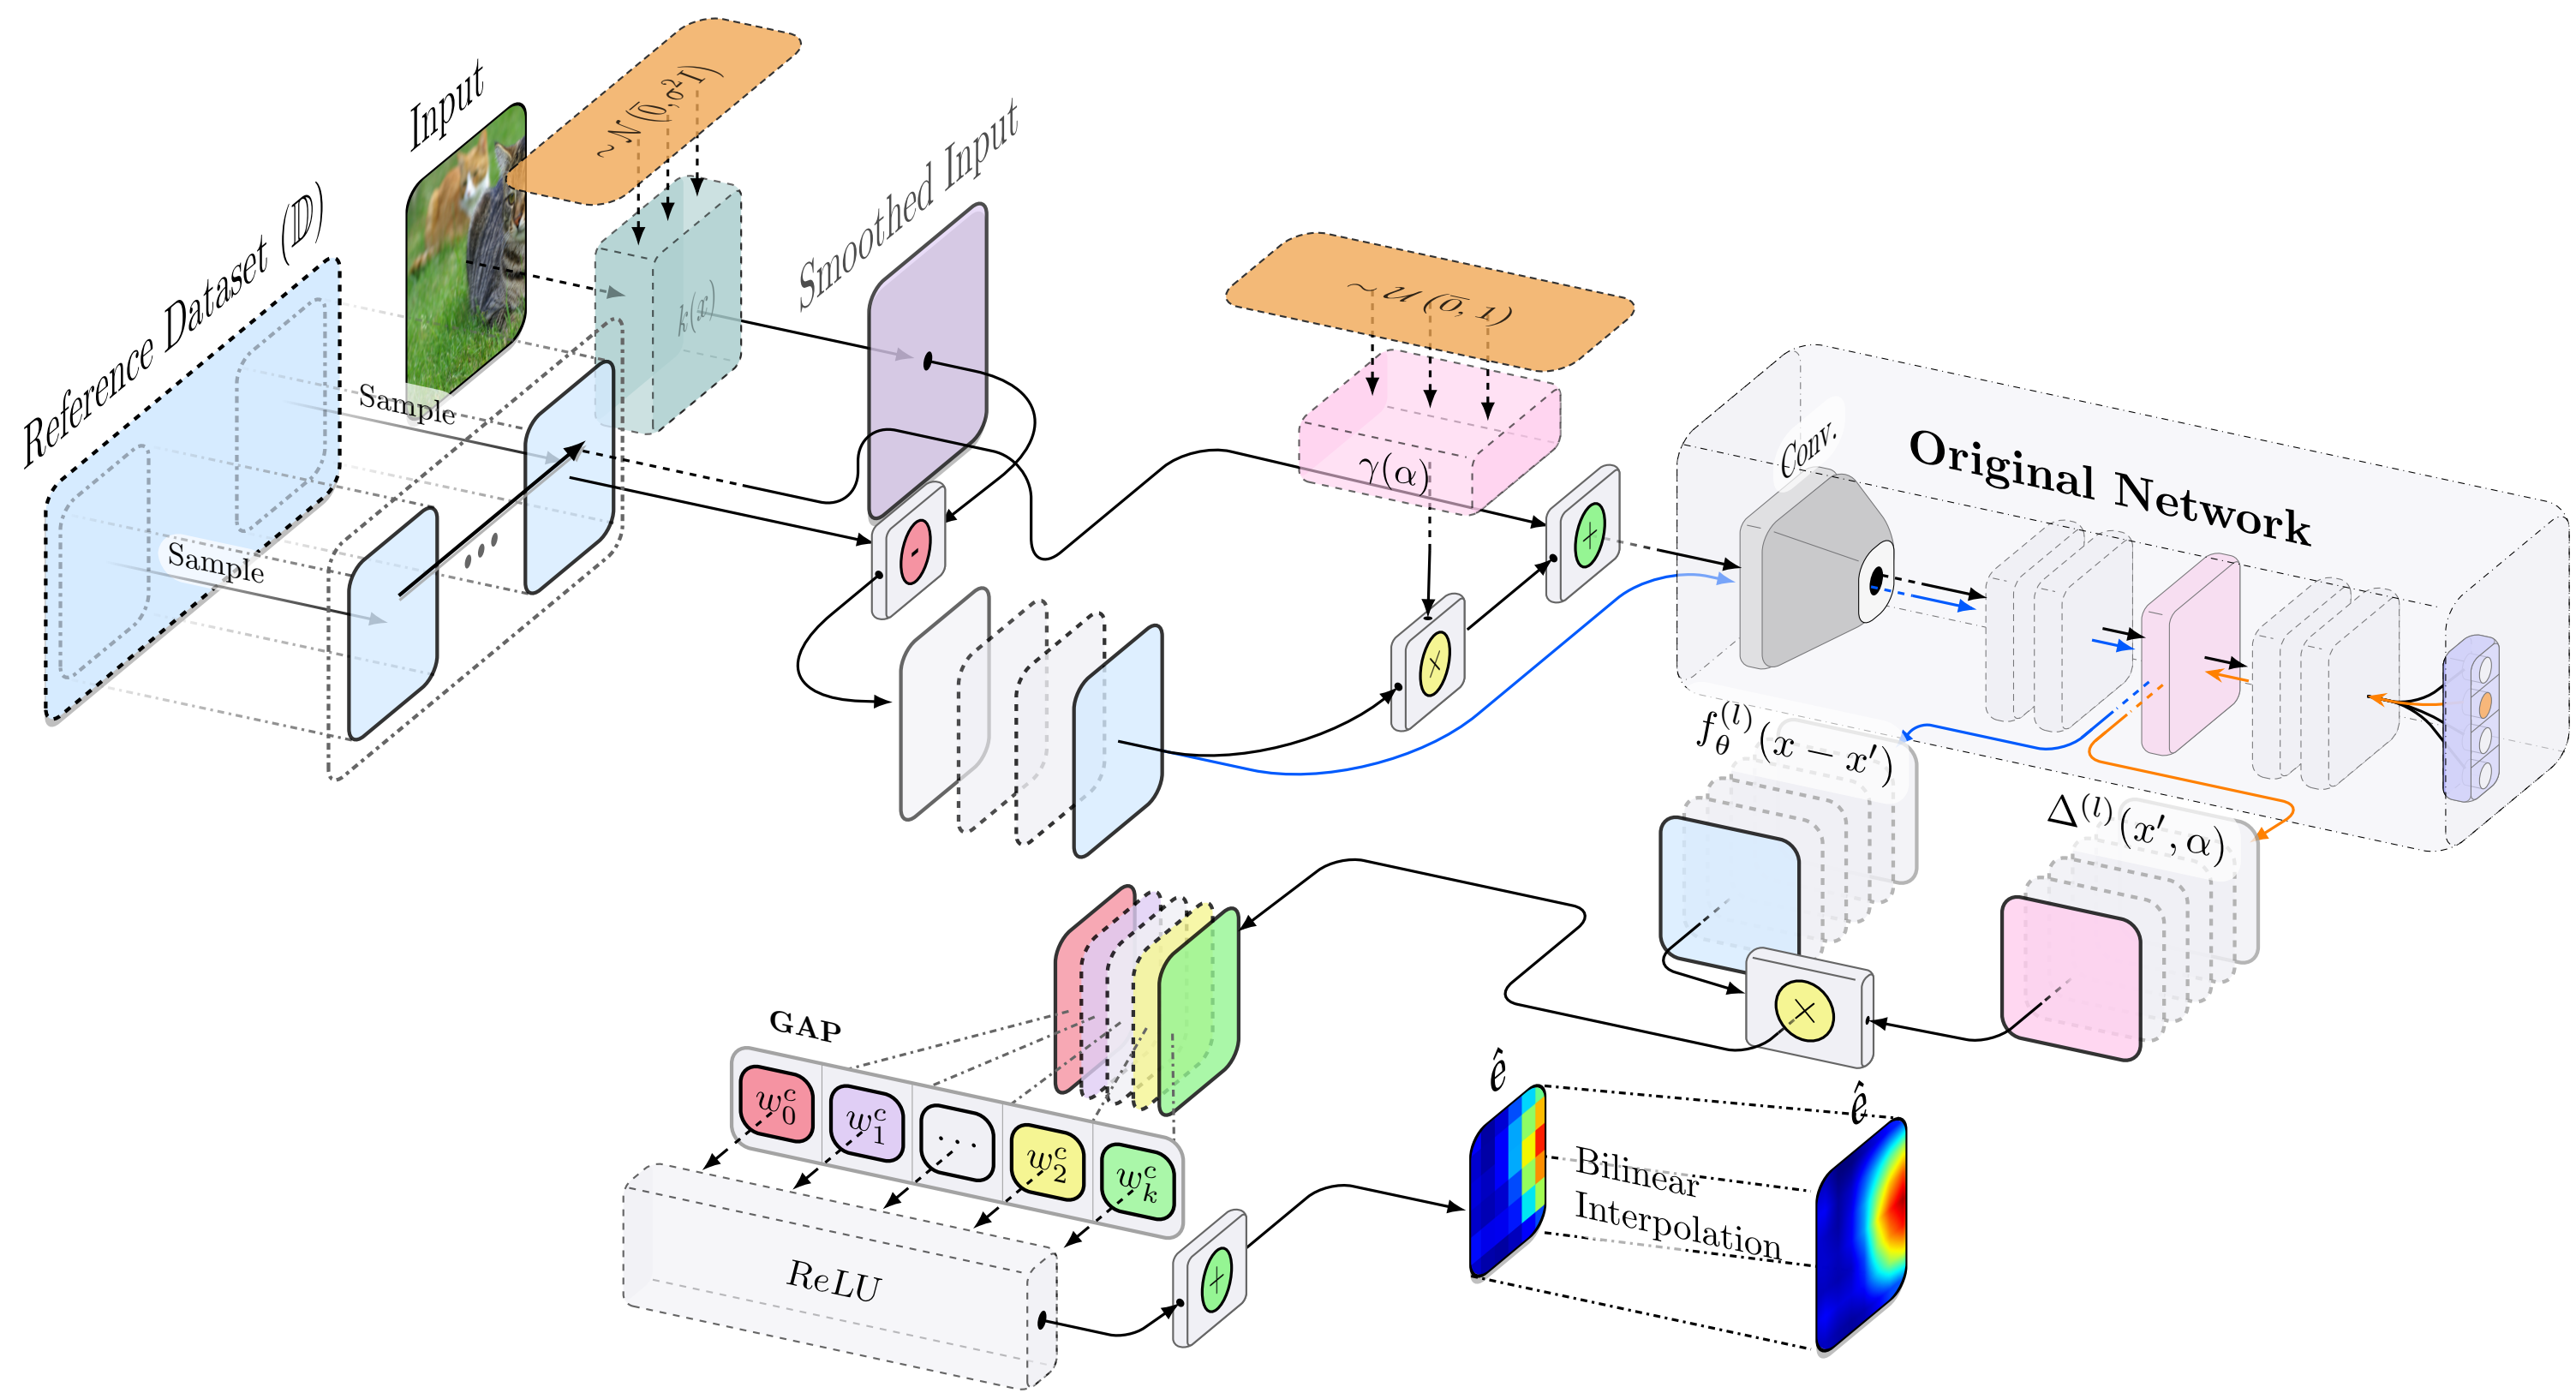 Input
~ 𝒩 (0̄, σ²I)
Reference Dataset (𝔻)
Smoothed Input
k(x)
Sample
Sample
-
~ 𝒰 (0̄, 1)
γ(α)
+
×
Conv.
Original Network
f_θ^(l)(x − x′)
Δ^(l)(x′, α)
×
GAP
w_0^c
w_1^c
...
w_2^c
w_k^c
ReLU
+
ê
ê
Bilinear
Interpolation